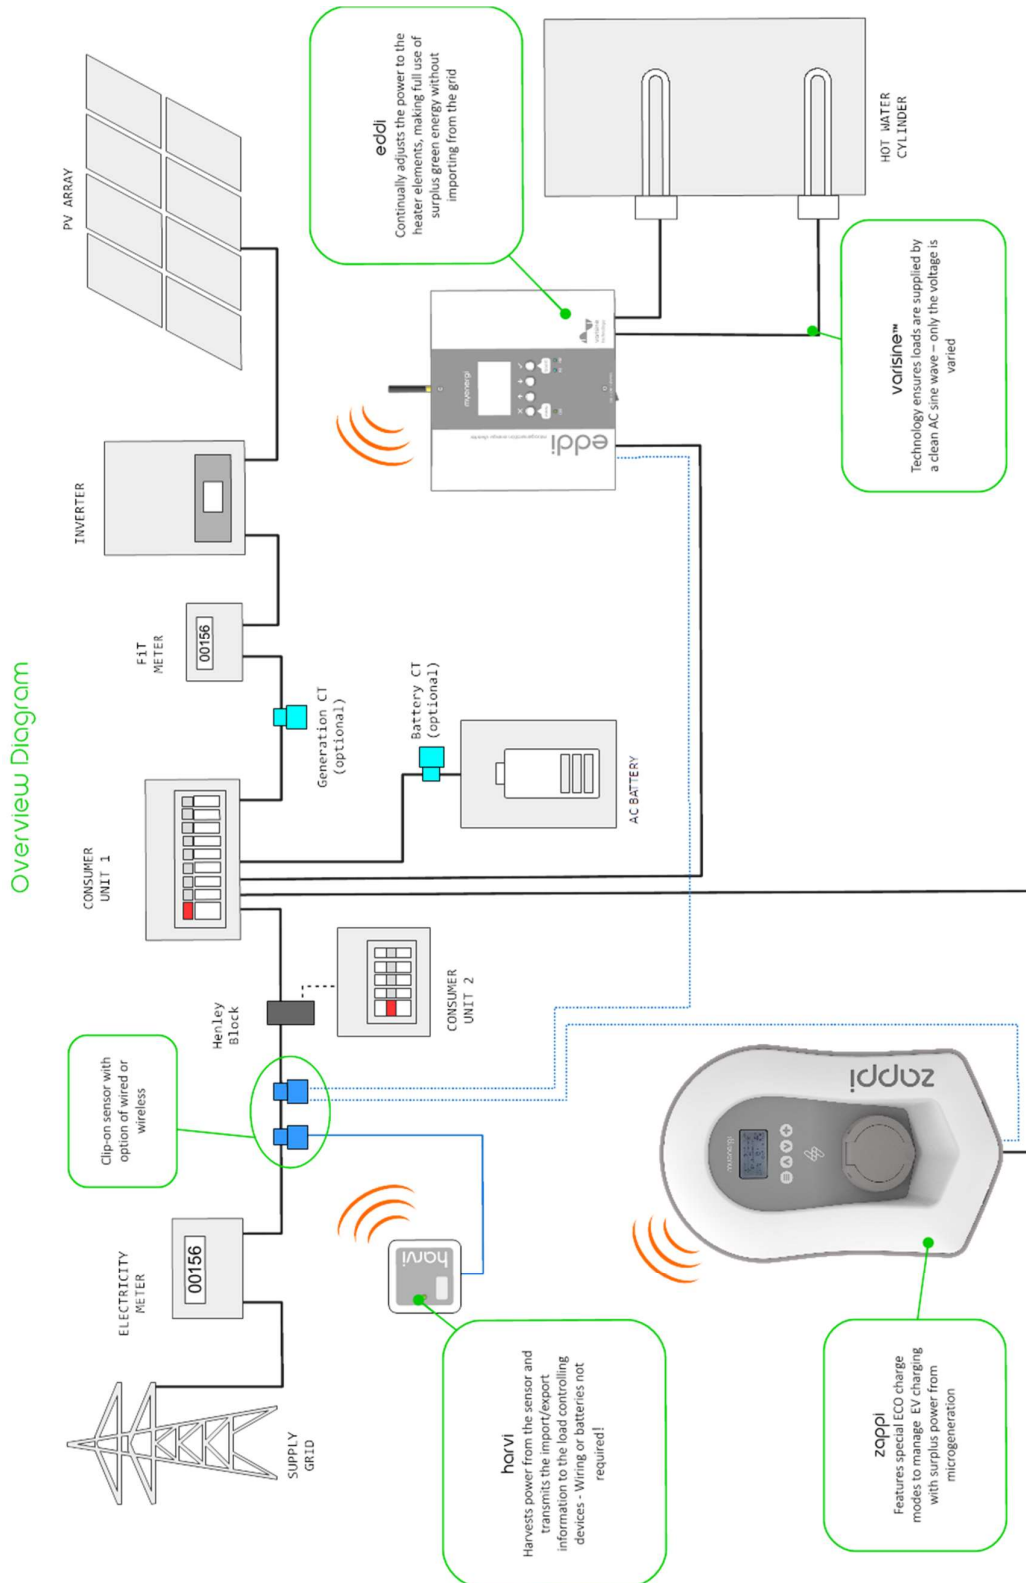 Overview Diagram
SUPPLY
GRID
ELECTRICITY
METER
00156
Clip-on sensor with
option of wired or
wireless
Henley
Block
CONSUMER
UNIT 2
CONSUMER
UNIT 1
Generation CT
(optional)
FiT
METER
00156
INVERTER
PV ARRAY
Battery CT
(optional)
AC BATTERY
harvi
harvi
Harvests power from the sensor and
transmits the import/export
information to the load controlling
devices - Wiring or batteries not
required!
eddi
microgeneration energy diverter
myenergi
eddi
Continually adjusts the power to the
heater elements, making full use of
surplus green energy without
importing from the grid
HOT WATER
CYLINDER
varisine™
Technology ensures loads are supplied by
a clean AC sine wave – only the voltage is
varied
zappi
myenergi
zappi
Features special ECO charge
modes to manage EV charging
with surplus power from
microgeneration